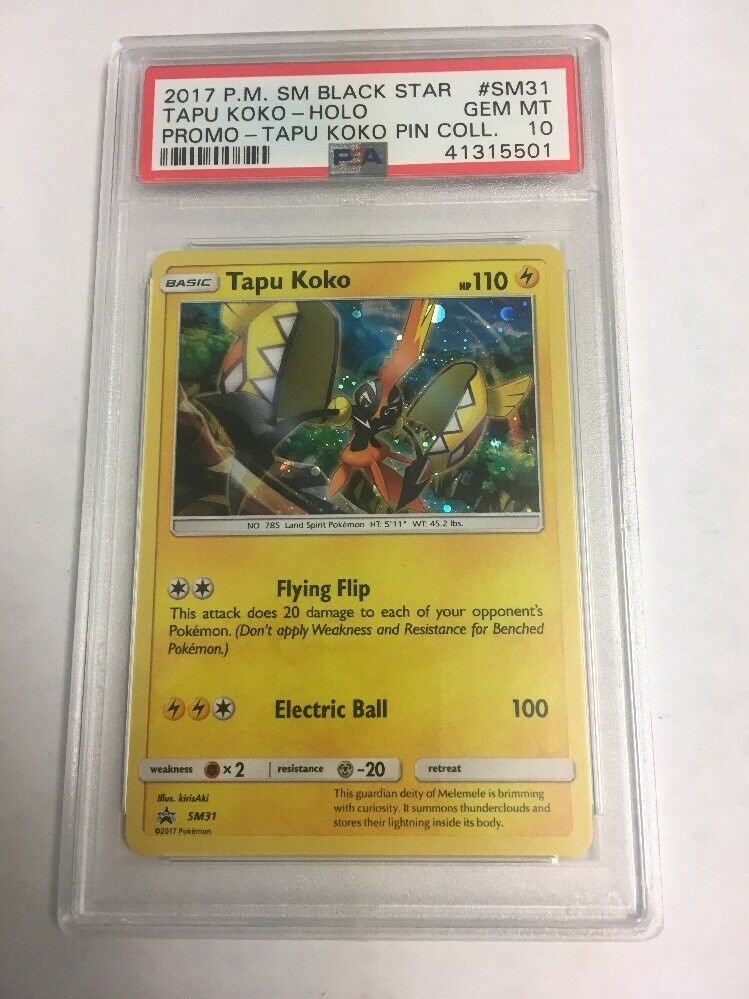 2017 P.M. SM BLACK STAR #SM31
TAPU KOKO - HOLO GEM MT
PROMO - TAPU KOKO PIN COLL. 10
PSA 41315501
BASIC Tapu Koko HP110
NO. 785 Land Spirit Pokémon HT: 5'11" WT: 45.2 lbs.
Flying Flip
This attack does 20 damage to each of your opponent's
Pokémon. (Don't apply Weakness and Resistance for Benched
Pokémon.)
Electric Ball 100
weakness ×2 resistance -20 retreat
Illus. kirisAki
SM31
©2017 Pokémon
This guardian deity of Melemele is brimming
with curiosity. It summons thunderclouds and
stores their lightning inside its body.